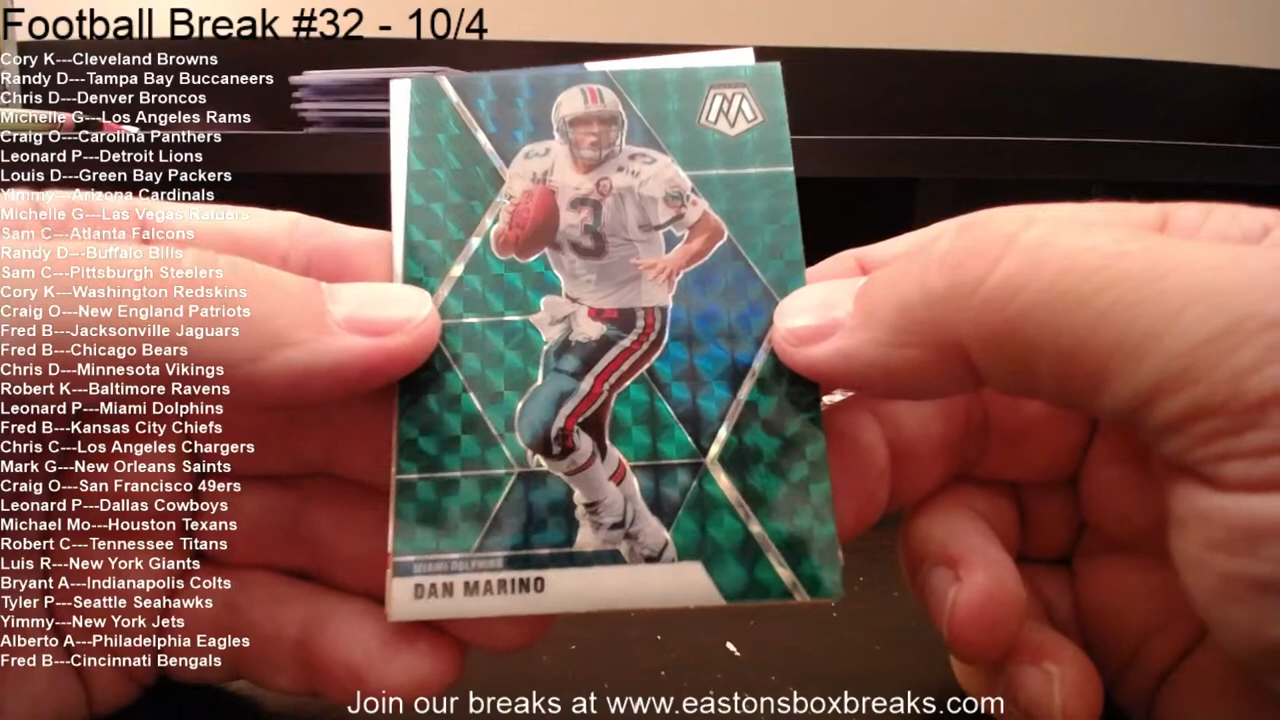 Football Break #32 - 10/4
Cory K---Cleveland Browns
Randy D---Tampa Bay Buccaneers
Chris D---Denver Broncos
Michelle G---Los Angeles Rams
Craig O---Carolina Panthers
Leonard P---Detroit Lions
Louis D---Green Bay Packers
Yimmy---Arizona Cardinals
Michelle G---Las Vegas Raiders
Sam C---Atlanta Falcons
Randy D---Buffalo Bills
Sam C---Pittsburgh Steelers
Cory K---Washington Redskins
Craig O---New England Patriots
Fred B---Jacksonville Jaguars
Fred B---Chicago Bears
Chris D---Minnesota Vikings
Robert K---Baltimore Ravens
Leonard P---Miami Dolphins
Fred B---Kansas City Chiefs
Chris C---Los Angeles Chargers
Mark G---New Orleans Saints
Craig O---San Francisco 49ers
Leonard P---Dallas Cowboys
Michael Mo---Houston Texans
Robert C---Tennessee Titans
Luis R---New York Giants
Bryant A---Indianapolis Colts
Tyler P---Seattle Seahawks
Yimmy---New York Jets
Alberto A---Philadelphia Eagles
Fred B---Cincinnati Bengals
M
3
13
MIAMI DOLPHINS
DAN MARINO
Join our breaks at www.eastonsboxbreaks.com